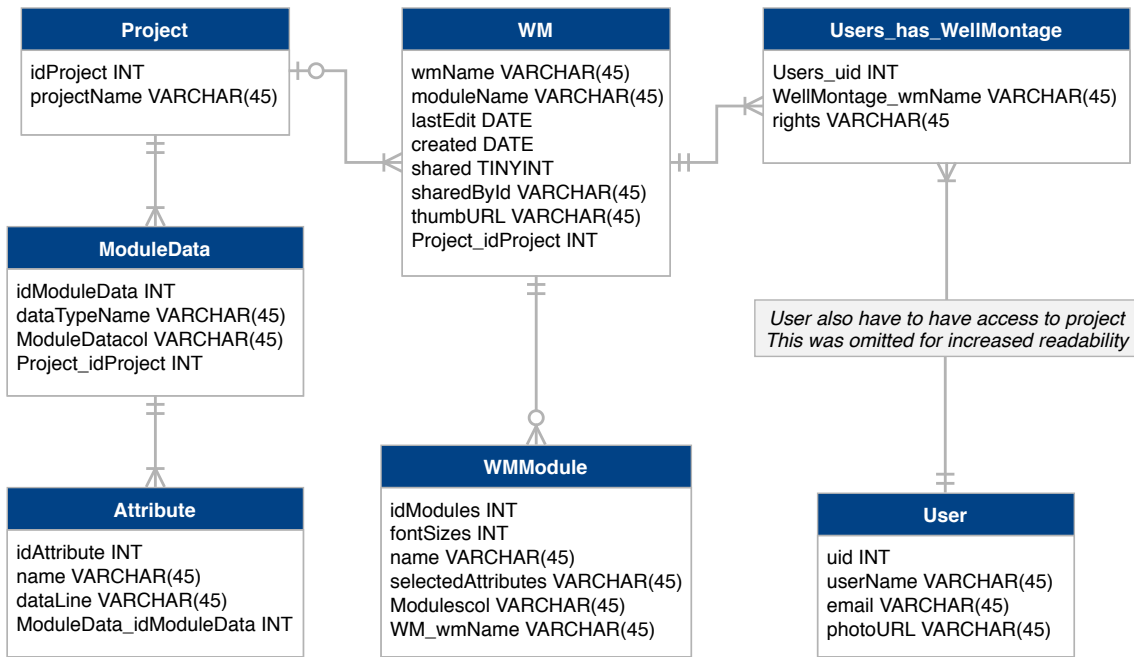 Project
idProject INT
projectName VARCHAR(45)
WM
wmName VARCHAR(45)
moduleName VARCHAR(45)
lastEdit DATE
created DATE
shared TINYINT
sharedById VARCHAR(45)
thumbURL VARCHAR(45)
Project_idProject INT
Users_has_WellMontage
Users_uid INT
WellMontage_wmName VARCHAR(45)
rights VARCHAR(45
ModuleData
idModuleData INT
dataTypeName VARCHAR(45)
ModuleDatacol VARCHAR(45)
Project_idProject INT
User also have to have access to project
This was omitted for increased readability
Attribute
idAttribute INT
name VARCHAR(45)
dataLine VARCHAR(45)
ModuleData_idModuleData INT
WMModule
idModules INT
fontSizes INT
name VARCHAR(45)
selectedAttributes VARCHAR(45)
Modulescol VARCHAR(45)
WM_wmName VARCHAR(45)
User
uid INT
userName VARCHAR(45)
email VARCHAR(45)
photoURL VARCHAR(45)